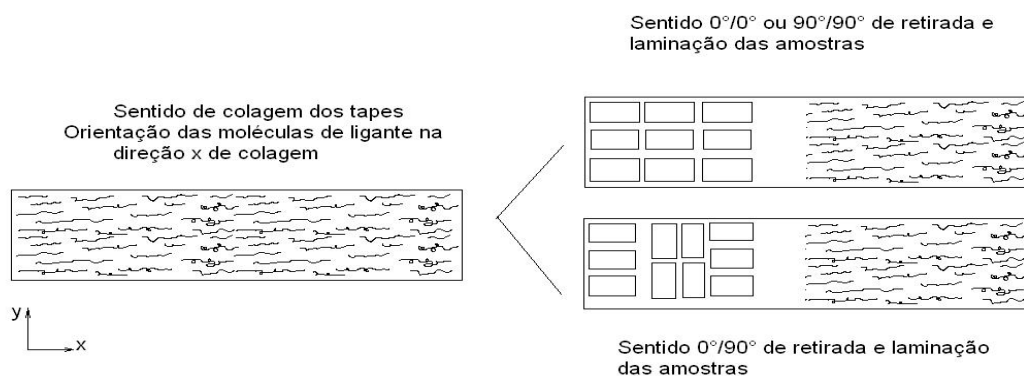 Sentido de colagem dos tapes
Orientação das moléculas de ligante na
direção x de colagem
y
x
Sentido 0°/0° ou 90°/90° de retirada e
laminação das amostras
Sentido 0°/90° de retirada e laminação
das amostras